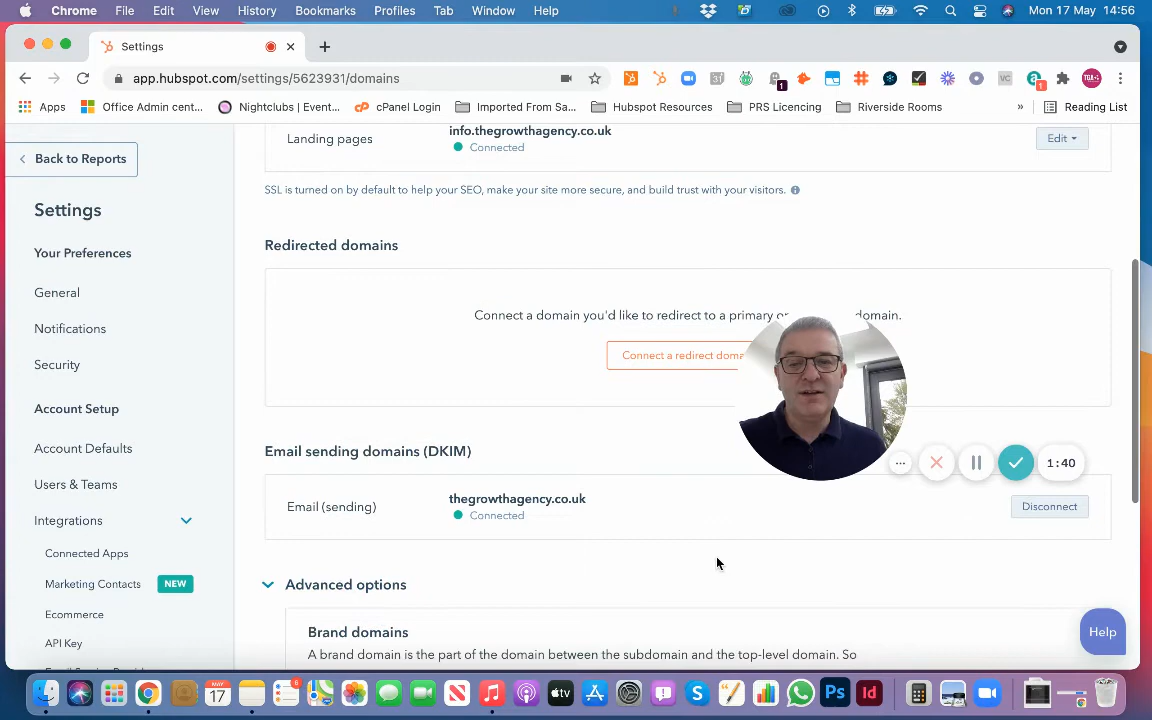 Chrome File Edit View History Bookmarks Profiles Tab Window Help Mon 17 May 14:56
Settings
app.hubspot.com/settings/5623931/domains
Apps Office Admin cent... Nightclubs | Event... cPanel Login Imported From Sa... Hubspot Resources PRS Licencing Riverside Rooms » Reading List
Back to Reports
Settings
Your Preferences
General
Notifications
Security
Account Setup
Account Defaults
Users & Teams
Integrations
Connected Apps
Marketing Contacts NEW
Ecommerce
API Key
Landing pages
info.thegrowthagency.co.uk
Connected
Edit
SSL is turned on by default to help your SEO, make your site more secure, and build trust with your visitors.
Redirected domains
Connect a domain you'd like to redirect to a primary or domain.
Connect a redirect doma
Email sending domains (DKIM)
Email (sending)
thegrowthagency.co.uk
Connected
Disconnect
1:40
Advanced options
Brand domains
A brand domain is the part of the domain between the subdomain and the top-level domain. So
Help